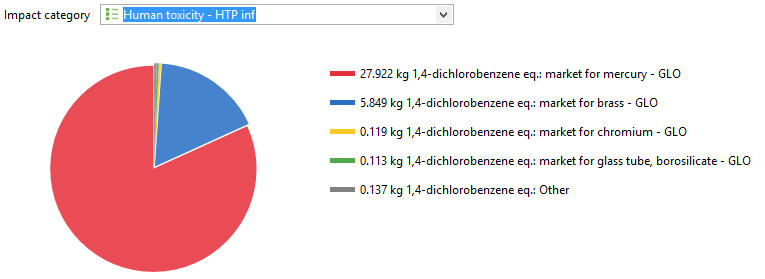 Impact category Human toxicity - HTP inf
27.922 kg 1,4-dichlorobenzene eq.: market for mercury - GLO
5.849 kg 1,4-dichlorobenzene eq.: market for brass - GLO
0.119 kg 1,4-dichlorobenzene eq.: market for chromium - GLO
0.113 kg 1,4-dichlorobenzene eq.: market for glass tube, borosilicate - GLO
0.137 kg 1,4-dichlorobenzene eq.: Other